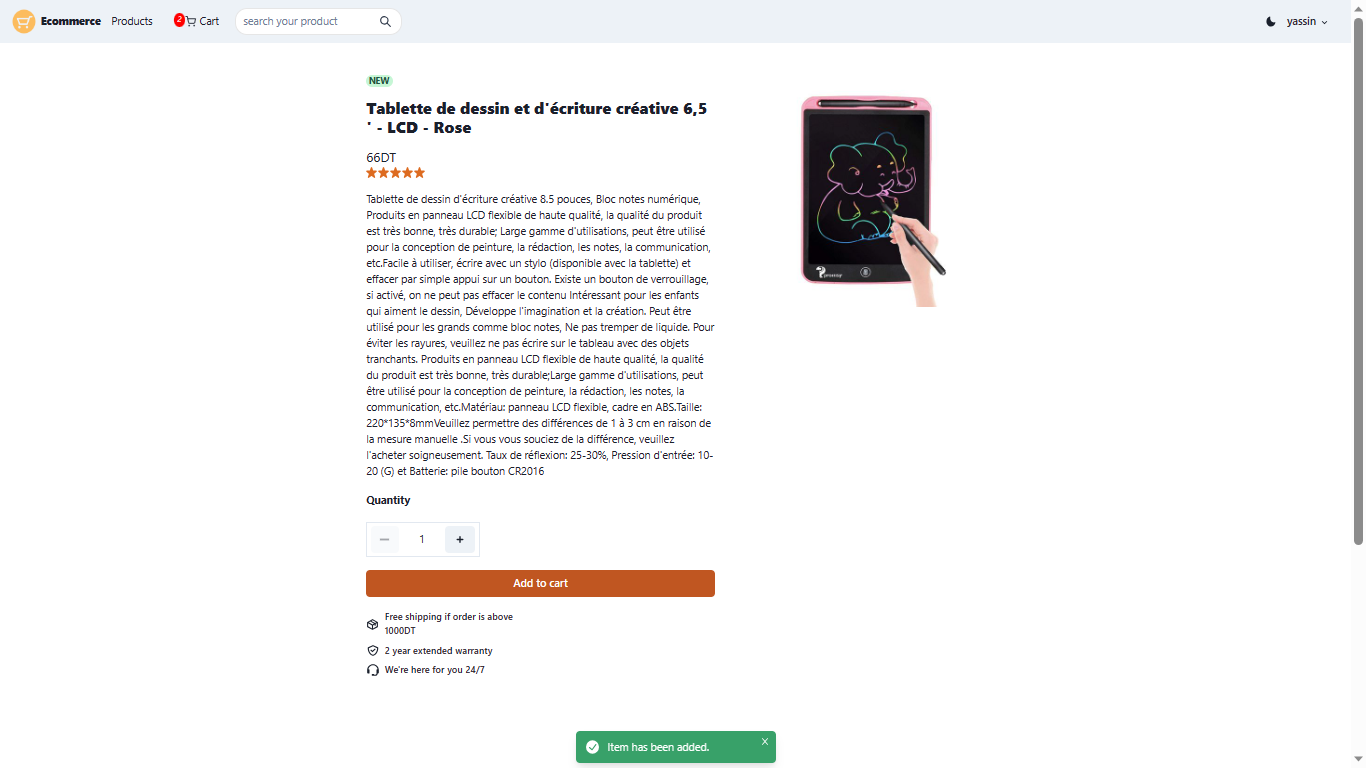 Ecommerce Products 2 Cart search your product yassin
NEW
Tablette de dessin et d'écriture créative 6,5
' - LCD - Rose
66DT
Tablette de dessin d'écriture créative 8.5 pouces, Bloc notes numérique,
Produits en panneau LCD flexible de haute qualité, la qualité du produit
est très bonne, très durable; Large gamme d'utilisations, peut être utilisé
pour la conception de peinture, la rédaction, les notes, la communication,
etc.Facile à utiliser, écrire avec un stylo (disponible avec la tablette) et
effacer par simple appui sur un bouton. Existe un bouton de verrouillage,
si activé, on ne peut pas effacer le contenu Intéressant pour les enfants
qui aiment le dessin, Développe l'imagination et la création. Peut être
utilisé pour les grands comme bloc notes, Ne pas tremper de liquide. Pour
éviter les rayures, veuillez ne pas écrire sur le tableau avec des objets
tranchants. Produits en panneau LCD flexible de haute qualité, la qualité
du produit est très bonne, très durable;Large gamme d'utilisations, peut
être utilisé pour la conception de peinture, la rédaction, les notes, la
communication, etc.Matériau: panneau LCD flexible, cadre en ABS.Taille:
220*135*8mmVeuillez permettre des différences de 1 à 3 cm en raison de
la mesure manuelle .Si vous vous souciez de la différence, veuillez
l'acheter soigneusement. Taux de réflexion: 25-30%, Pression d'entrée: 10-
20 (G) et Batterie: pile bouton CR2016
Quantity
1
Add to cart
Free shipping if order is above
1000DT
2 year extended warranty
We're here for you 24/7
Item has been added.